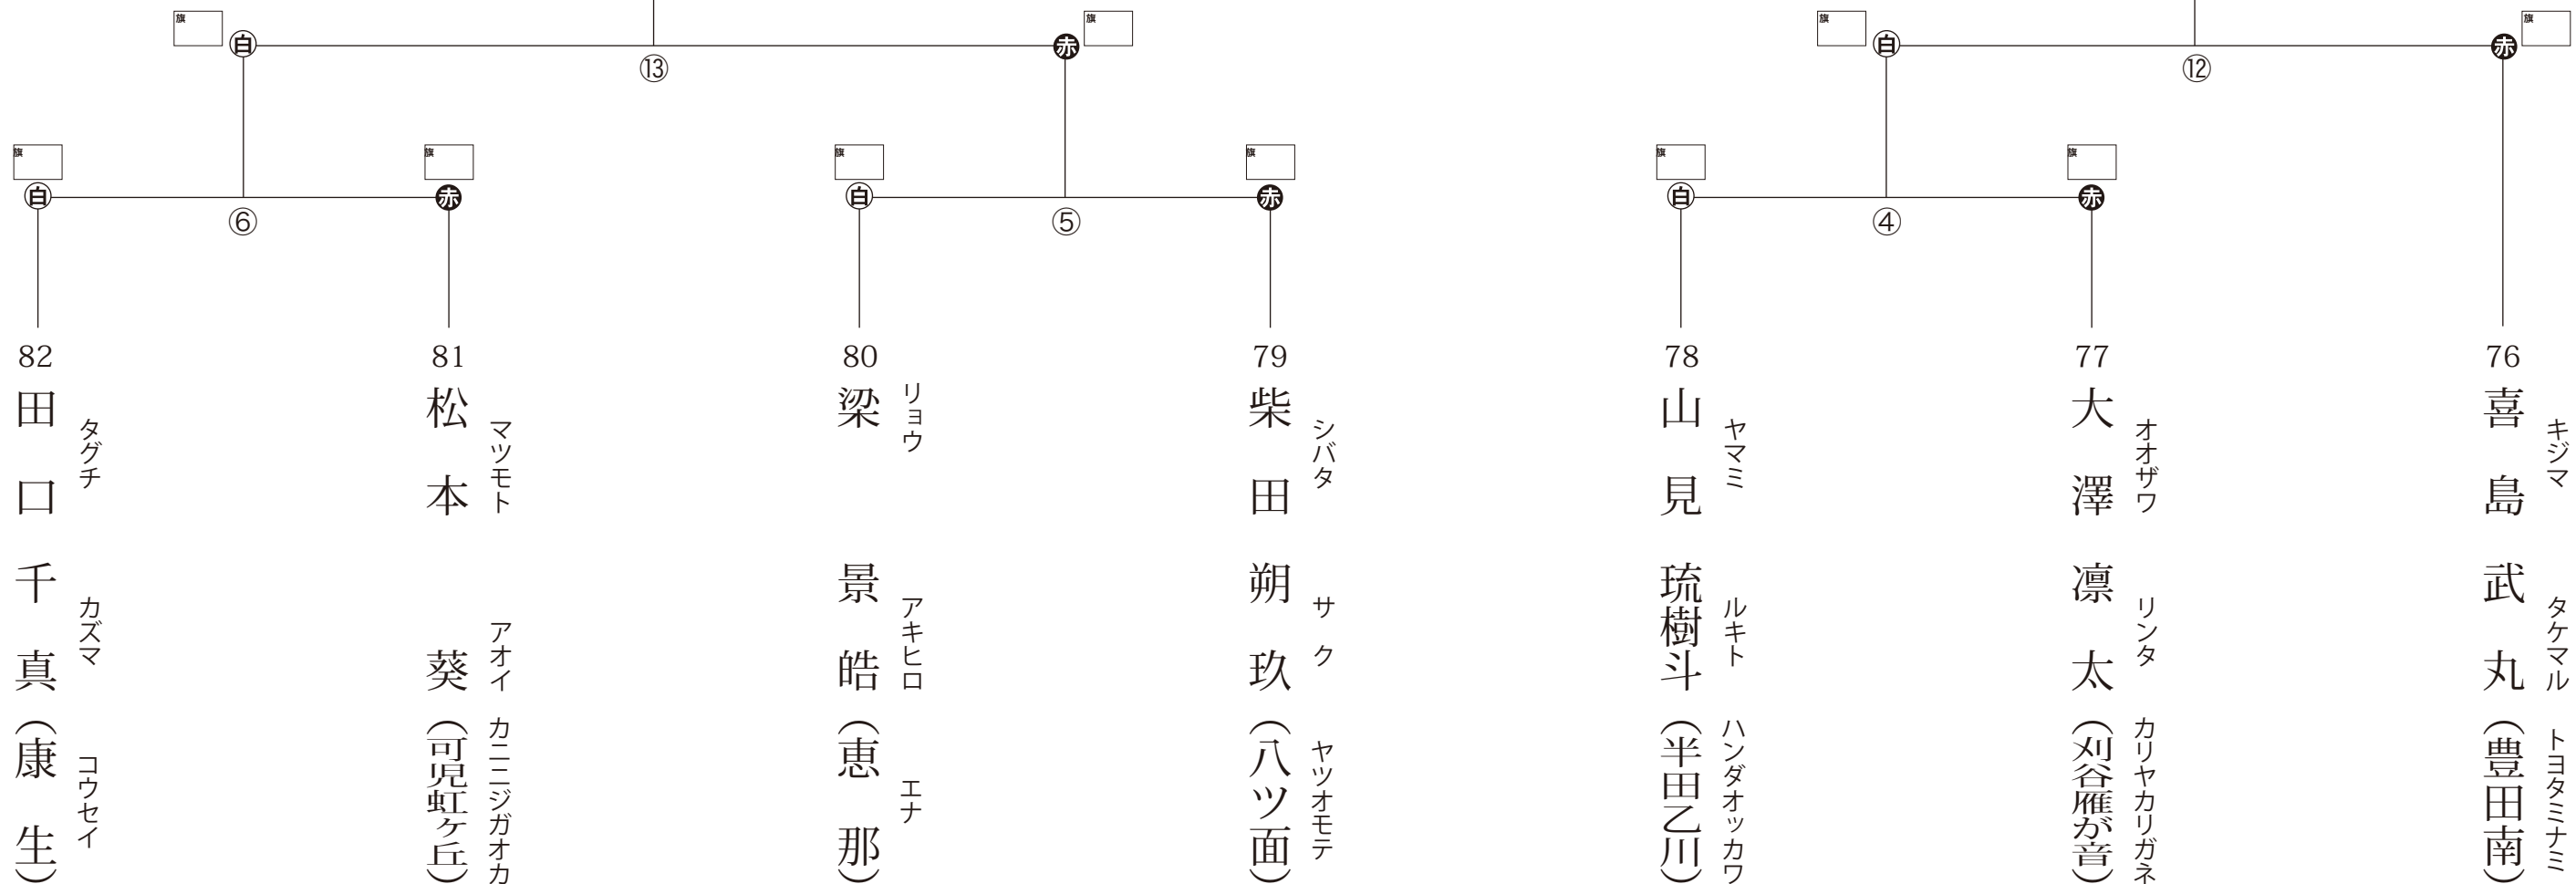 旗
白
⑬
赤
旗
旗
白
⑫
赤
旗
旗
白
⑥
旗
赤
旗
白
⑤
旗
赤
旗
白
④
旗
赤
76
喜島 武丸(豊田南)
キジマ タケマル トヨタミナミ
77
大澤 凛太(刈谷雁が音)
オオザワ リンタ カリヤカリガネ
78
山見 琉樹斗(半田乙川)
ヤマミ ルキト ハンダオッカワ
79
柴田 朔玖(八ツ面)
シバタ サク ヤツオモテ
80
梁 景皓(恵那)
リョウ アキヒロ エナ
81
松本 葵(可児虹ケ丘)
マツモト アオイ カニニジガオカ
82
田口 千真(康生)
タグチ カズマ コウセイ